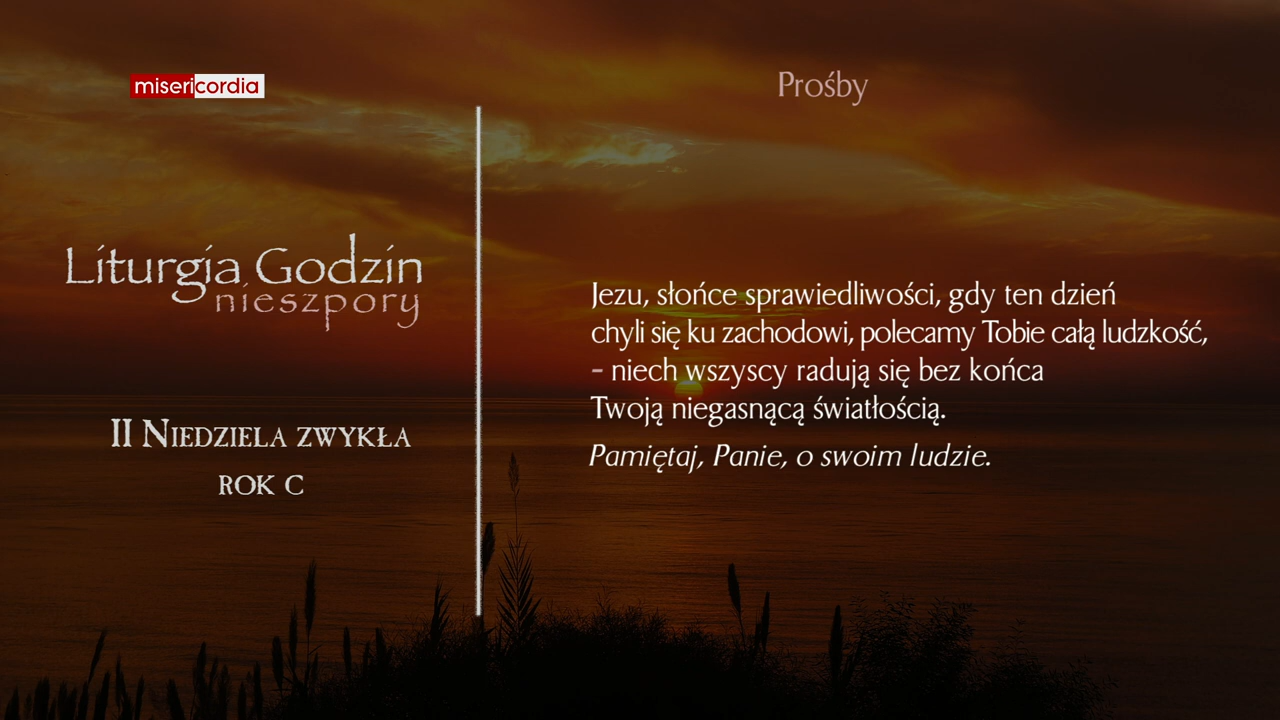 misericordia
Liturgia Godzin
nieszpory
II Niedziela zwykła
rok C
Prośby
Jezu, słońce sprawiedliwości, gdy ten dzień
chyli się ku zachodowi, polecamy Tobie całą ludzkość,
- niech wszyscy radują się bez końca
Twoją niegasnącą światłością.
Pamiętaj, Panie, o swoim ludzie.